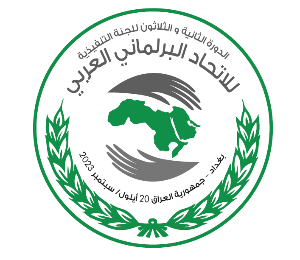 الدورة الثانية و الثلاثون للجنة التنفيذية
للاتحاد البرلماني العربي
بغداد - جمهورية العراق 20 أيلول / سبتمبر 2023